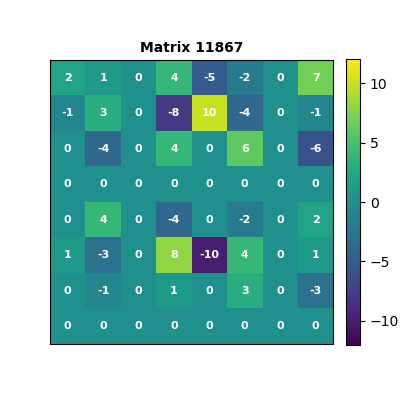 Matrix 11867
2 1 0 4 -5 -2 0 7
-1 3 0 -8 10 -4 0 -1
0 -4 0 4 0 6 0 -6
0 0 0 0 0 0 0 0
0 4 0 -4 0 -2 0 2
1 -3 0 8 -10 4 0 1
0 -1 0 1 0 3 0 -3
0 0 0 0 0 0 0 0
10
5
0
−5
−10